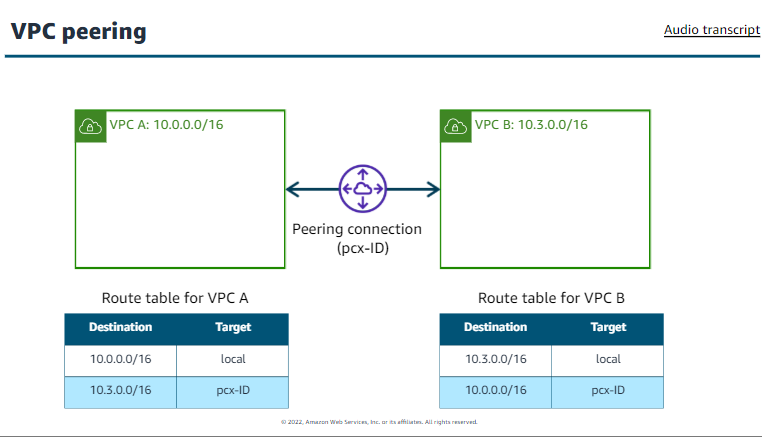 VPC peering
Audio transcript
VPC A: 10.0.0.0/16
VPC B: 10.3.0.0/16
Peering connection
(pcx-ID)
Route table for VPC A
Destination Target
10.0.0.0/16 local
10.3.0.0/16 pcx-ID
Route table for VPC B
Destination Target
10.3.0.0/16 local
10.0.0.0/16 pcx-ID
© 2022, Amazon Web Services, Inc. or its affiliates. All rights reserved.